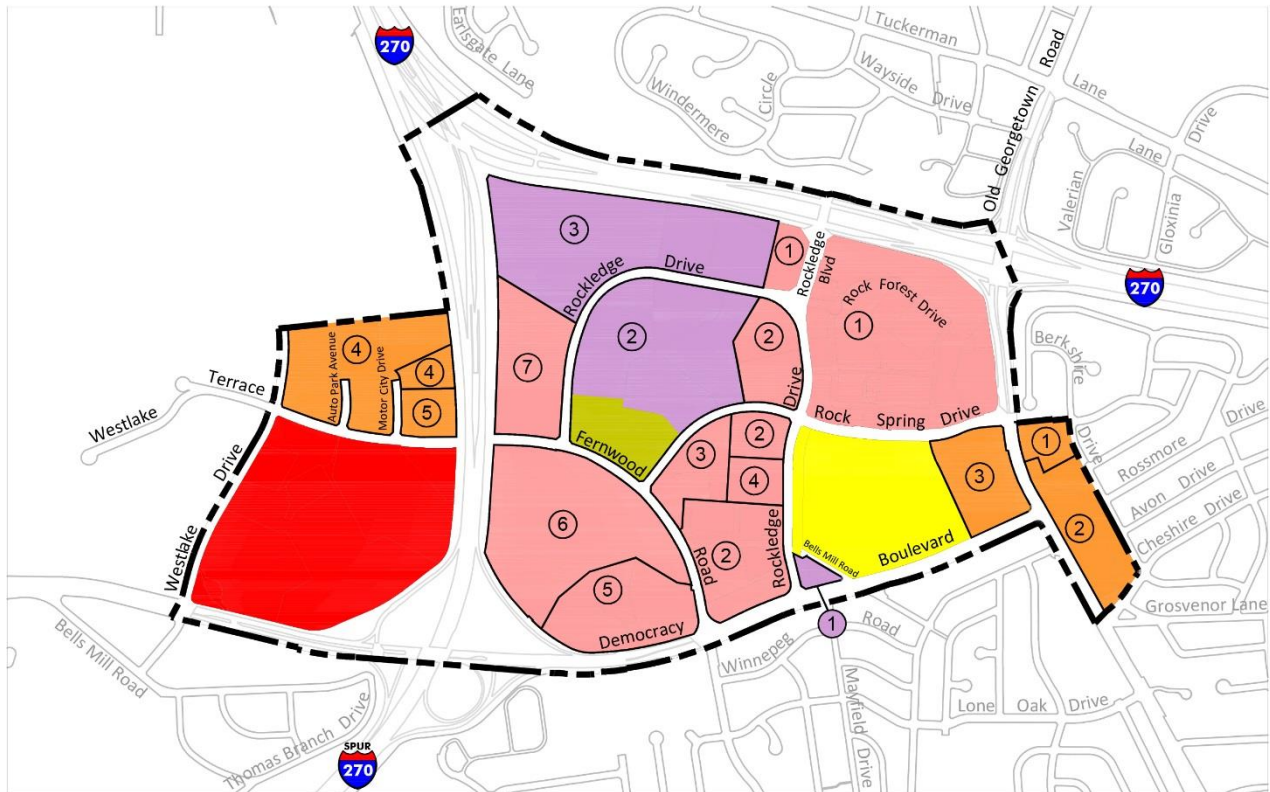 Earlsgate Lane
270
Tuckerman
Lane
Road
Old Georgetown
Wayside Drive
Circle
Windermere
Lane
Drive
Valerian
Gloxinia
3
1
Rockledge
Blvd
Rockledge
Drive
Rock Forest Drive
270
1
2
2
7
4
4
5
Auto Park Avenue
Motor City Drive
Terrace
Westlake
Drive
Berkshire
Drive
Drive
Rock Spring Drive
Rossmore
Drive
Fernwood
3
2
4
3
1
Avon Drive
Cheshire Drive
Drive
Westlake
6
2
5
Road
Rockledge
Bells Mill Road
Boulevard
2
Democracy
Grosvenor Lane
1
Road
Winnepeg
Bells Mill Road
Mayfield Drive
Lone Oak Drive
Thomas Branch Drive
SPUR
270